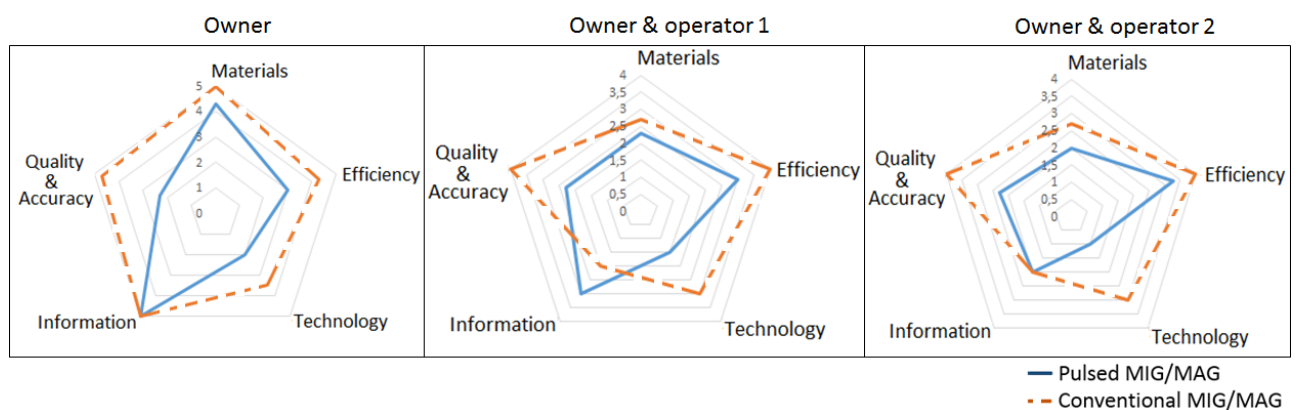 Owner
Owner & operator 1
Owner & operator 2
Materials
5
4
3
2
1
0
Efficiency
Technology
Information
Quality
&
Accuracy
Materials
4
3,5
3
2,5
2
1,5
1
0,5
0
Efficiency
Technology
Information
Quality
&
Accuracy
Materials
4
3,5
3
2,5
2
1,5
1
0,5
0
Efficiency
Technology
Information
Quality
&
Accuracy
Pulsed MIG/MAG
Conventional MIG/MAG